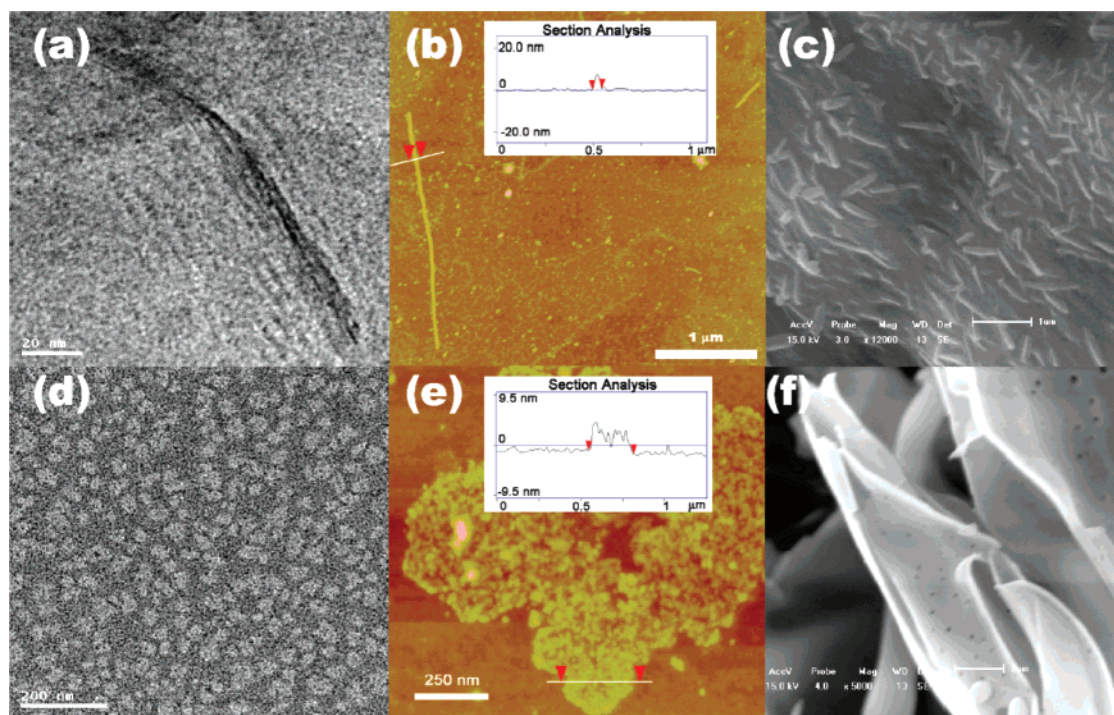 (a)
20 nm
(b)
Section Analysis
20.0 nm
0
-20.0 nm
0 0.5 1 μm
1 μm
(c)
AccV Probe Mag WD Det
15.0 kV 3.0 x 12000 13 SE
1um
(d)
200 nm
(e)
Section Analysis
9.5 nm
0
-9.5 nm
0 0.5 1 μm
250 nm
(f)
AccV Probe Mag WD Det
15.0 kV 4.0 x 5000 13 SE